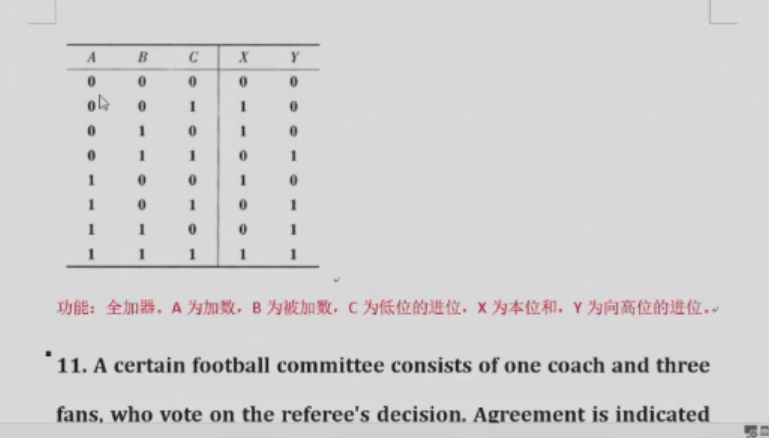 A B C X Y
0 0 0 0 0
0 0 1 1 0
0 1 0 1 0
0 1 1 0 1
1 0 0 1 0
1 0 1 0 1
1 1 0 0 1
1 1 1 1 1
功能：全加器。A 为加数，B 为被加数，C 为低位的进位，X 为本位和，Y 为向高位的进位。
11. A certain football committee consists of one coach and three
fans, who vote on the referee's decision. Agreement is indicated